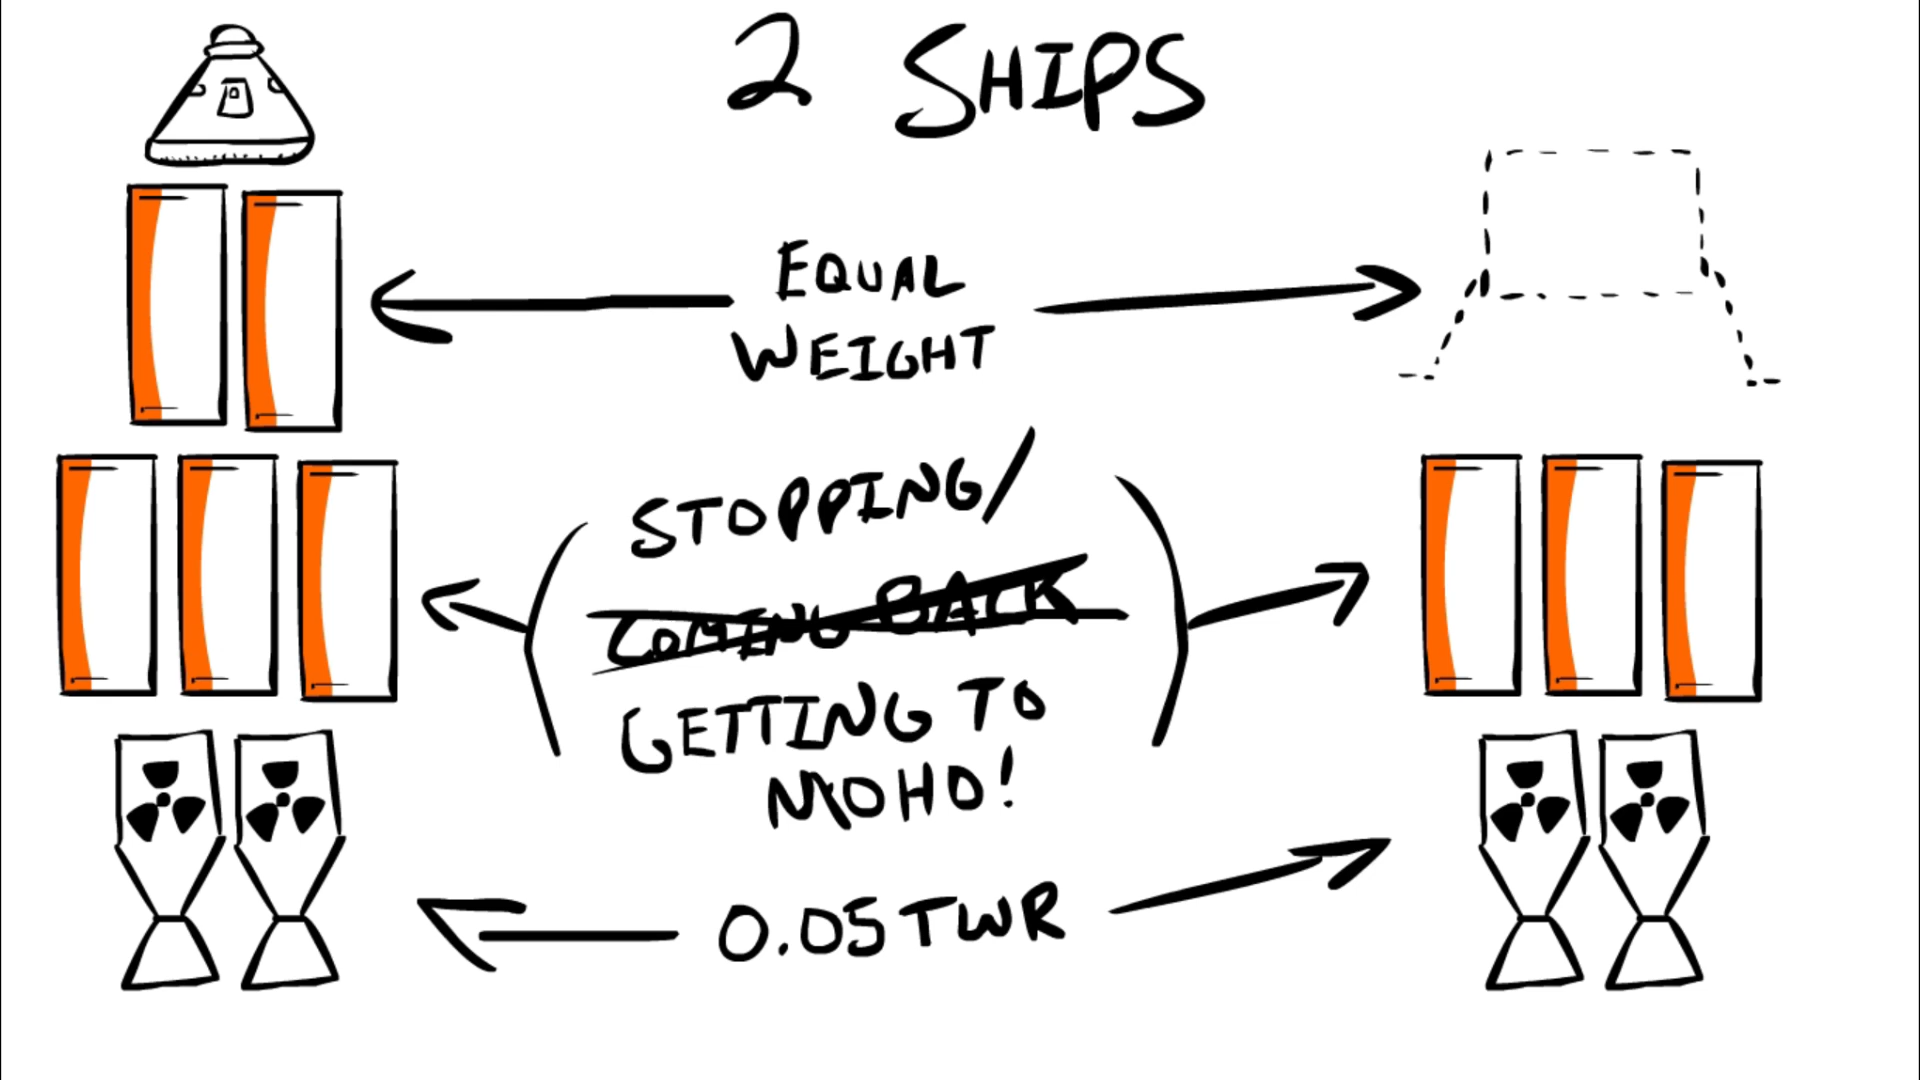 2 SHIPS
EQUAL
WEIGHT
STOPPING/
COMING BACK
GETTING TO
MOHO!
0.05 TWR